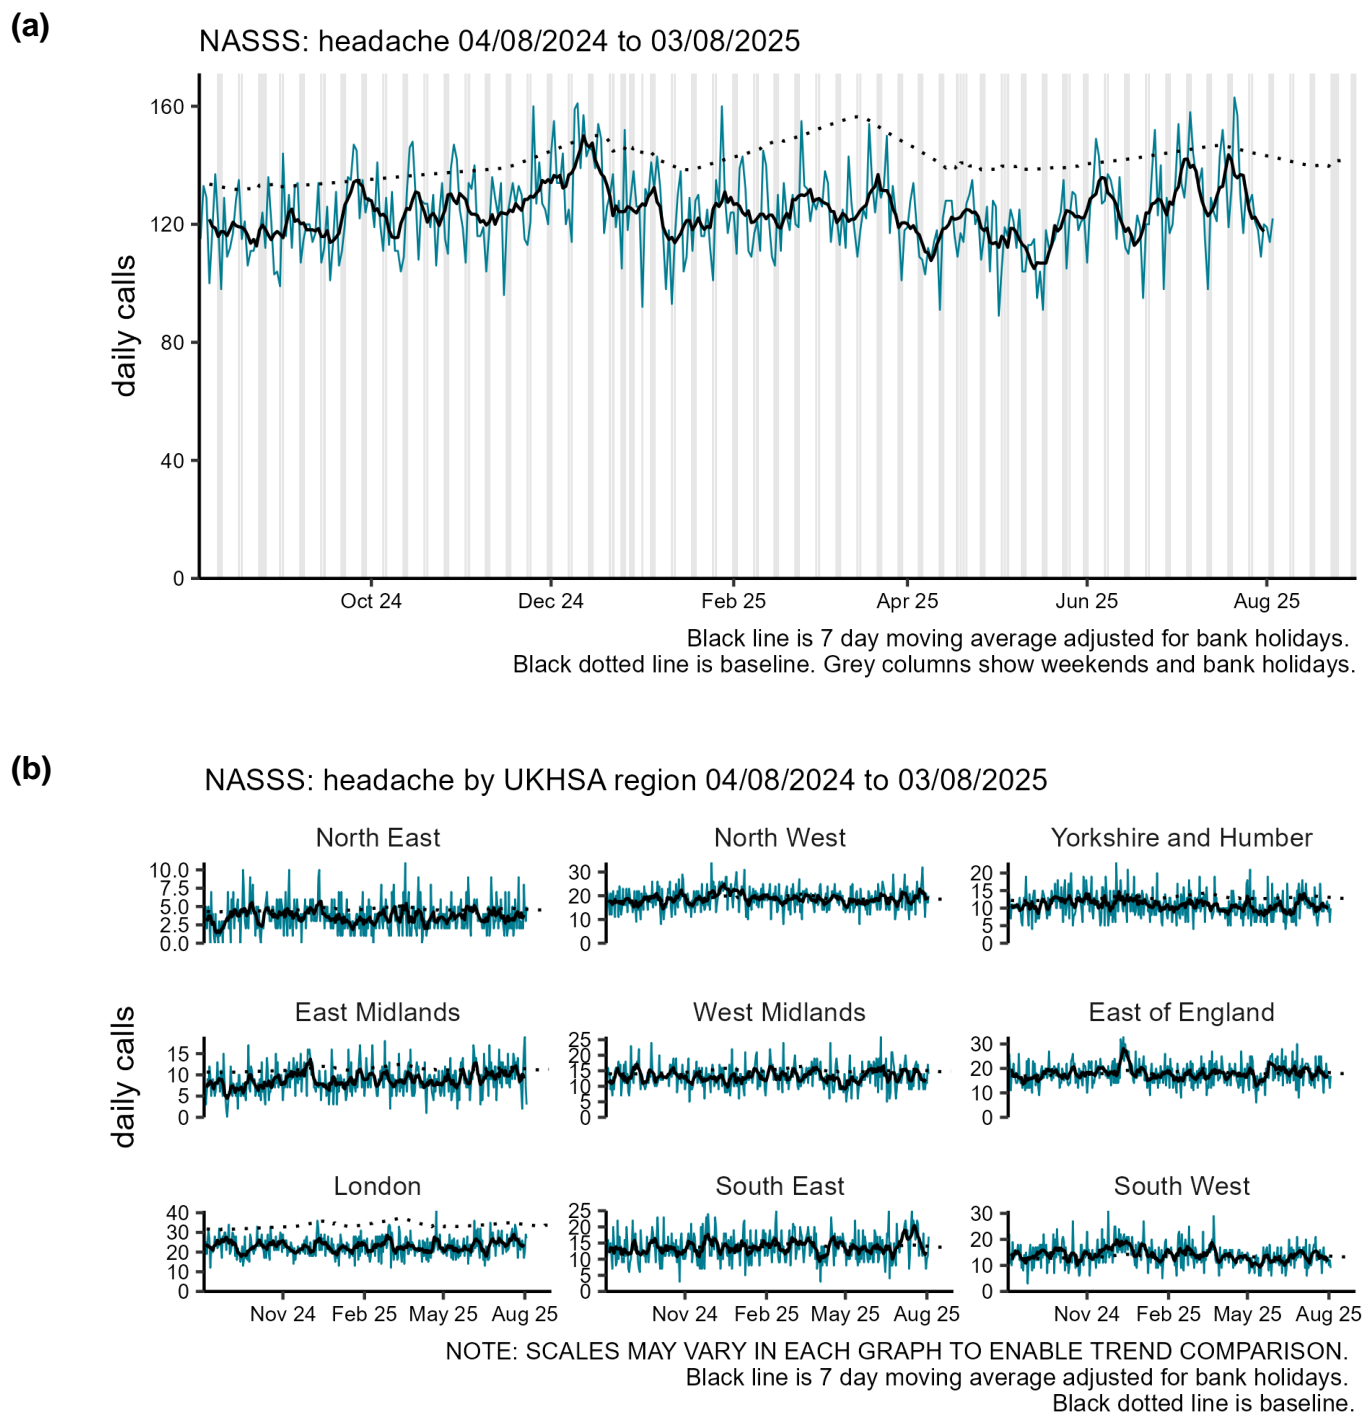 (a)
NASSS: headache 04/08/2024 to 03/08/2025
160
120
80
40
0
daily calls
Oct 24 Dec 24 Feb 25 Apr 25 Jun 25 Aug 25
Black line is 7 day moving average adjusted for bank holidays.
Black dotted line is baseline. Grey columns show weekends and bank holidays.
(b)
NASSS: headache by UKHSA region 04/08/2024 to 03/08/2025
daily calls
North East
10.0
7.5
5.0
2.5
0.0
North West
30
20
10
0
Yorkshire and Humber
20
15
10
5
0
East Midlands
15
10
5
0
West Midlands
25
20
15
10
5
0
East of England
30
20
10
0
London
40
30
20
10
0
Nov 24 Feb 25 May 25 Aug 25
South East
25
20
15
10
5
0
Nov 24 Feb 25 May 25 Aug 25
South West
30
20
10
0
Nov 24 Feb 25 May 25 Aug 25
NOTE: SCALES MAY VARY IN EACH GRAPH TO ENABLE TREND COMPARISON.
Black line is 7 day moving average adjusted for bank holidays.
Black dotted line is baseline.